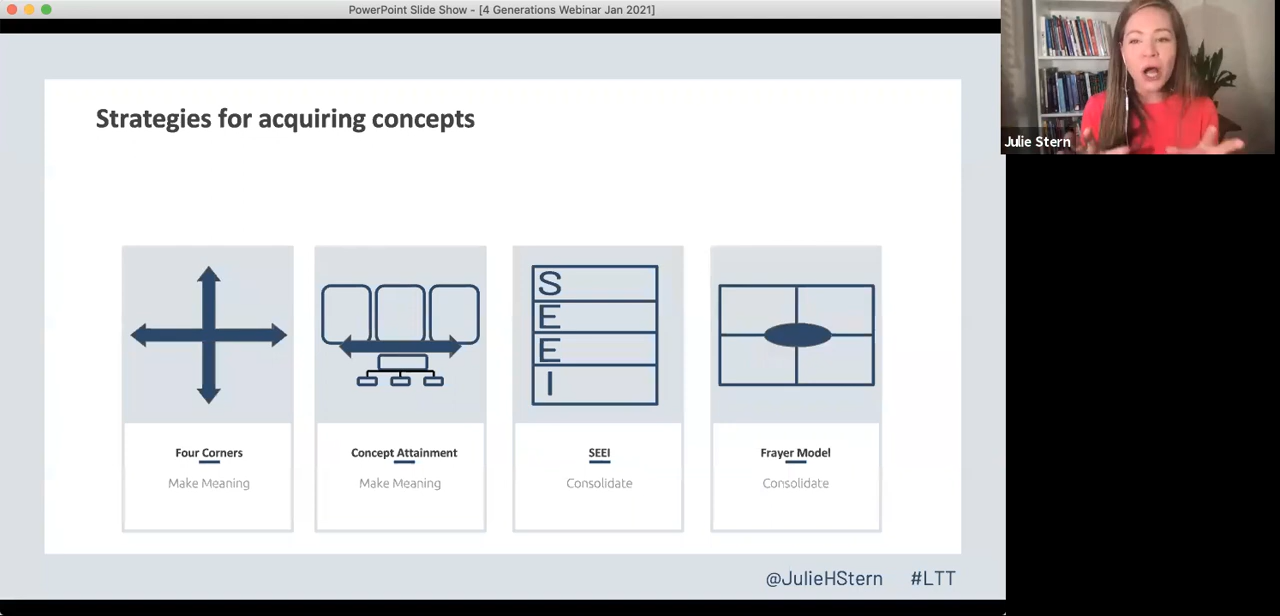 PowerPoint Slide Show - [4 Generations Webinar Jan 2021]
Strategies for acquiring concepts
S
E
E
I
Four Corners
Make Meaning
Concept Attainment
Make Meaning
SEEI
Consolidate
Frayer Model
Consolidate
@JulieHStern #LTT
Julie Stern